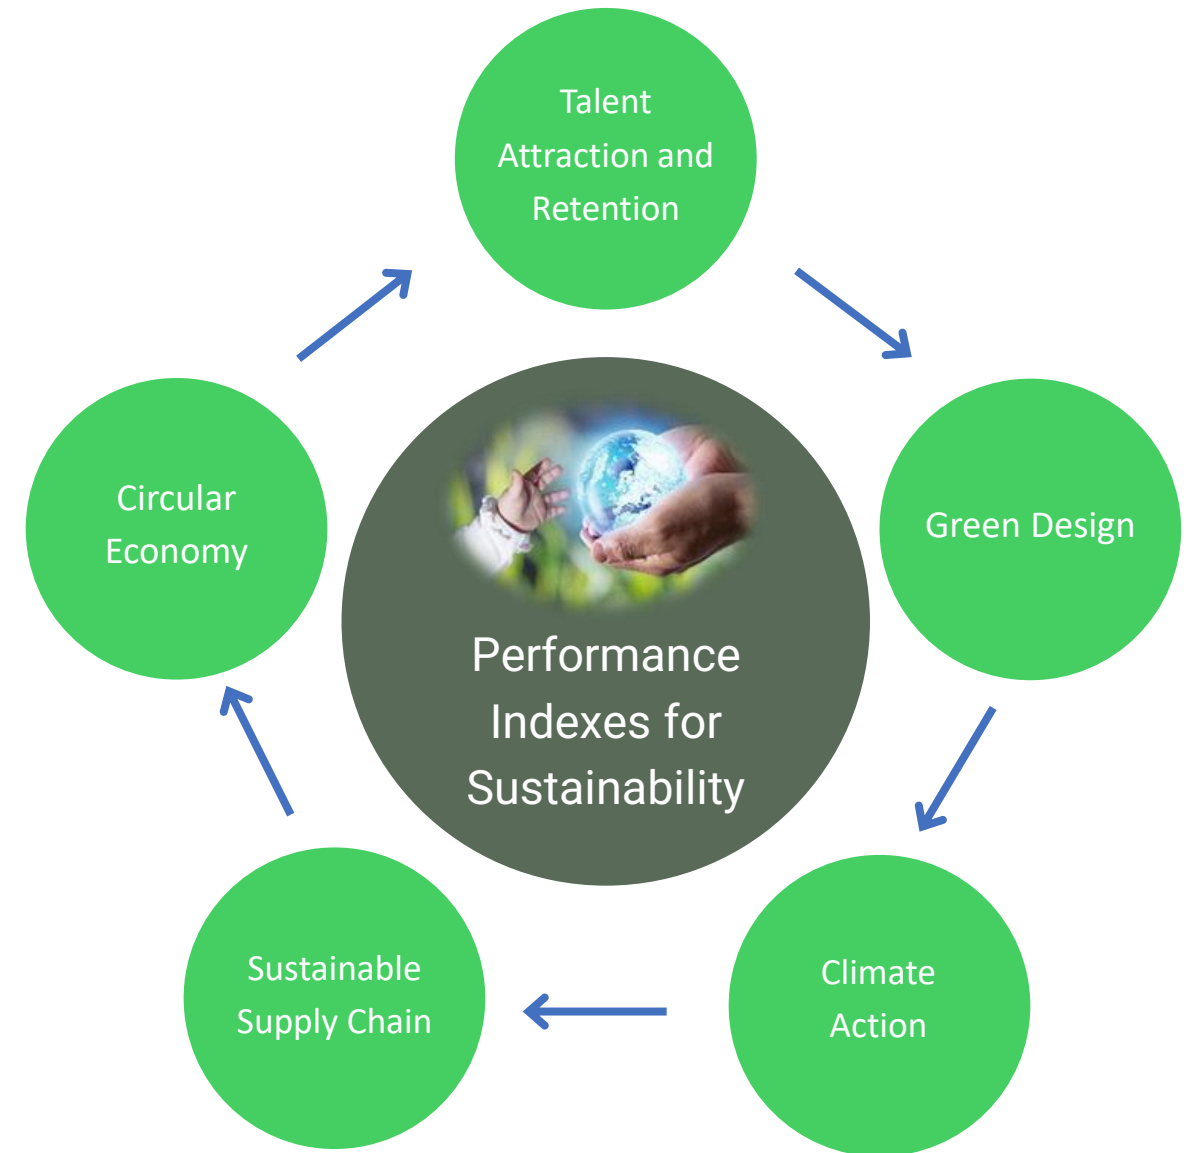 Talent
Attraction and
Retention
Circular
Economy
Green Design
Performance
Indexes for
Sustainability
Sustainable
Supply Chain
Climate
Action